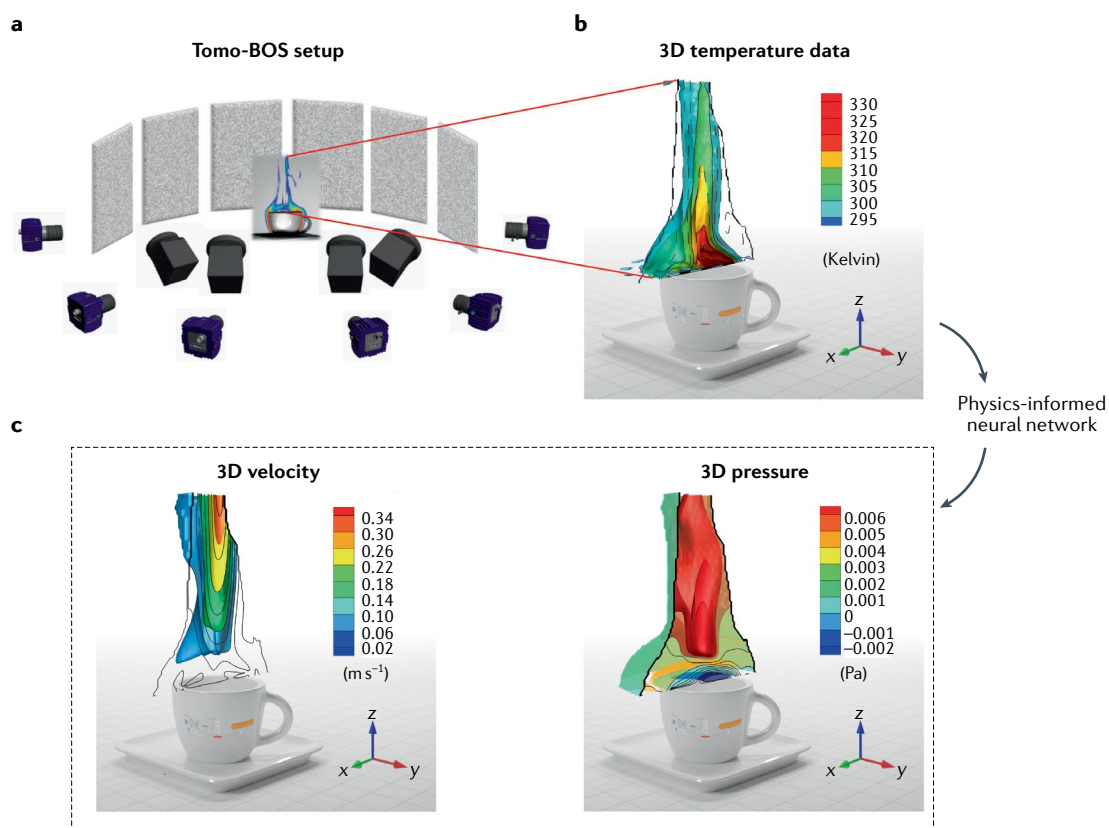 a
Tomo-BOS setup
b
3D temperature data
330
325
320
315
310
305
300
295
(Kelvin)
z
x
y
Physics-informed
neural network
c
3D velocity
0.34
0.30
0.26
0.22
0.18
0.14
0.10
0.06
0.02
(m s⁻¹)
z
x
y
3D pressure
0.006
0.005
0.004
0.003
0.002
0.001
0
−0.001
−0.002
(Pa)
z
x
y